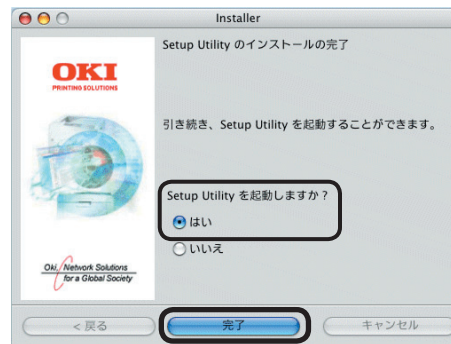 Installer
Setup Utility のインストールの完了
OKI
PRINTING SOLUTIONS
引き続き、Setup Utility を起動することができます。
Setup Utility を起動しますか？
はい
いいえ
Oki, Network Solutions
for a Global Society
< 戻る
完了
キャンセル